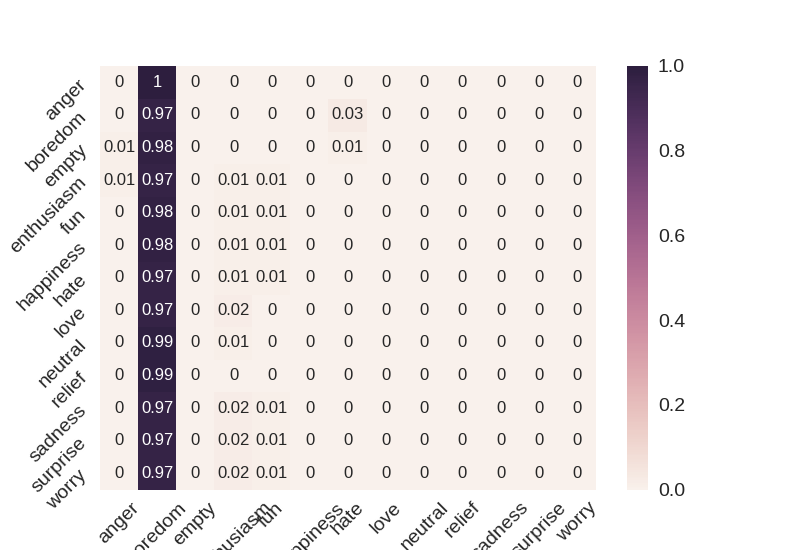 anger 0 1 0 0 0 0 0 0 0 0 0 0 0 1.0
boredom 0 0.97 0 0 0 0 0.03 0 0 0 0 0 0
empty 0.01 0.98 0 0 0 0 0.01 0 0 0 0 0 0 0.8
enthusiasm 0.01 0.97 0 0.01 0.01 0 0 0 0 0 0 0 0
fun 0 0.98 0 0.01 0.01 0 0 0 0 0 0 0 0
happiness 0 0.98 0 0.01 0.01 0 0 0 0 0 0 0 0 0.6
hate 0 0.97 0 0.01 0.01 0 0 0 0 0 0 0 0
love 0 0.97 0 0.02 0 0 0 0 0 0 0 0 0 0.4
neutral 0 0.99 0 0.01 0 0 0 0 0 0 0 0 0
relief 0 0.99 0 0 0 0 0 0 0 0 0 0 0
sadness 0 0.97 0 0.02 0.01 0 0 0 0 0 0 0 0 0.2
surprise 0 0.97 0 0.02 0.01 0 0 0 0 0 0 0 0
worry 0 0.97 0 0.02 0.01 0 0 0 0 0 0 0 0 0.0
anger oredom empty husiasm fun ppiness hate love neutral relief adness surprise worry